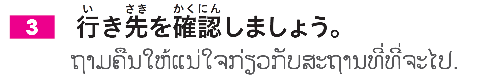 い さき かくにん
3 行き先を確認しましょう。
ຖາມຄືນໃຫ້ແນ່ໃຈກ່ຽວກັບສະຖານທີ່ທີ່ຈະໄປ.